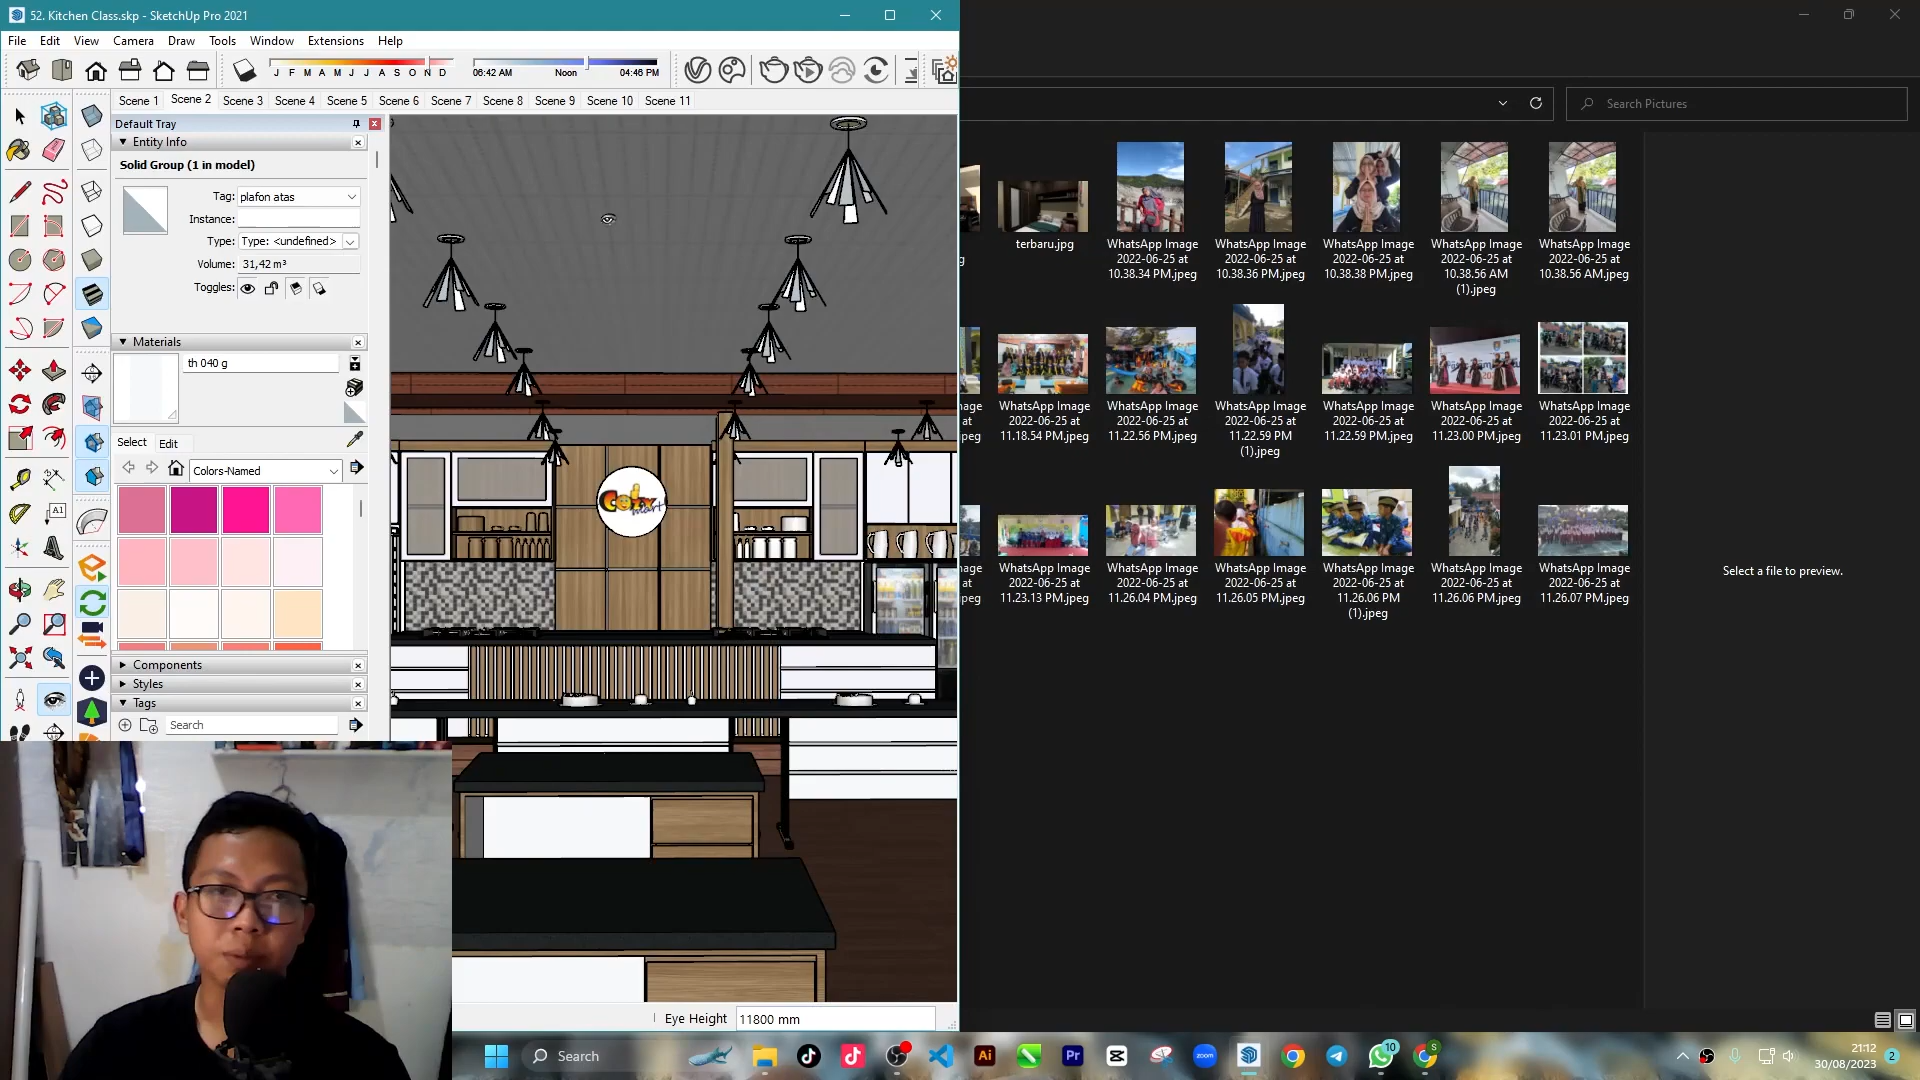 52. Kitchen Class.skp - SketchUp Pro 2021
File Edit View Camera Draw Tools Window Extensions Help
J F M A M J J A S O N D
06:42 AM Noon 04:46 PM
Scene 1 Scene 2 Scene 3 Scene 4 Scene 5 Scene 6 Scene 7 Scene 8 Scene 9 Scene 10 Scene 11
Default Tray
Entity Info
Solid Group (1 in model)
Tag: plafon atas
Instance:
Type: Type: <undefined>
Volume: 31,42 m³
Toggles:
Materials
th 040 g
Select Edit
Colors-Named
Components
Styles
Tags
Search
A1
Cozy
mart
Eye Height 11800 mm
Search Pictures
terbaru.jpg
WhatsApp Image
2022-06-25 at
10.38.34 PM.jpeg
WhatsApp Image
2022-06-25 at
10.38.36 PM.jpeg
WhatsApp Image
2022-06-25 at
10.38.38 PM.jpeg
WhatsApp Image
2022-06-25 at
10.38.56 AM
(1).jpeg
WhatsApp Image
2022-06-25 at
10.38.56 AM.jpeg
WhatsApp Image
2022-06-25 at
11.18.54 PM.jpeg
WhatsApp Image
2022-06-25 at
11.22.56 PM.jpeg
WhatsApp Image
2022-06-25 at
11.22.59 PM
(1).jpeg
WhatsApp Image
2022-06-25 at
11.22.59 PM.jpeg
WhatsApp Image
2022-06-25 at
11.23.00 PM.jpeg
WhatsApp Image
2022-06-25 at
11.23.01 PM.jpeg
WhatsApp Image
2022-06-25 at
11.23.13 PM.jpeg
WhatsApp Image
2022-06-25 at
11.26.04 PM.jpeg
WhatsApp Image
2022-06-25 at
11.26.05 PM.jpeg
WhatsApp Image
2022-06-25 at
11.26.06 PM
(1).jpeg
WhatsApp Image
2022-06-25 at
11.26.06 PM.jpeg
WhatsApp Image
2022-06-25 at
11.26.07 PM.jpeg
Select a file to preview.
Search
Ai
Pr
zoom
10
S
21:12
30/08/2023
2